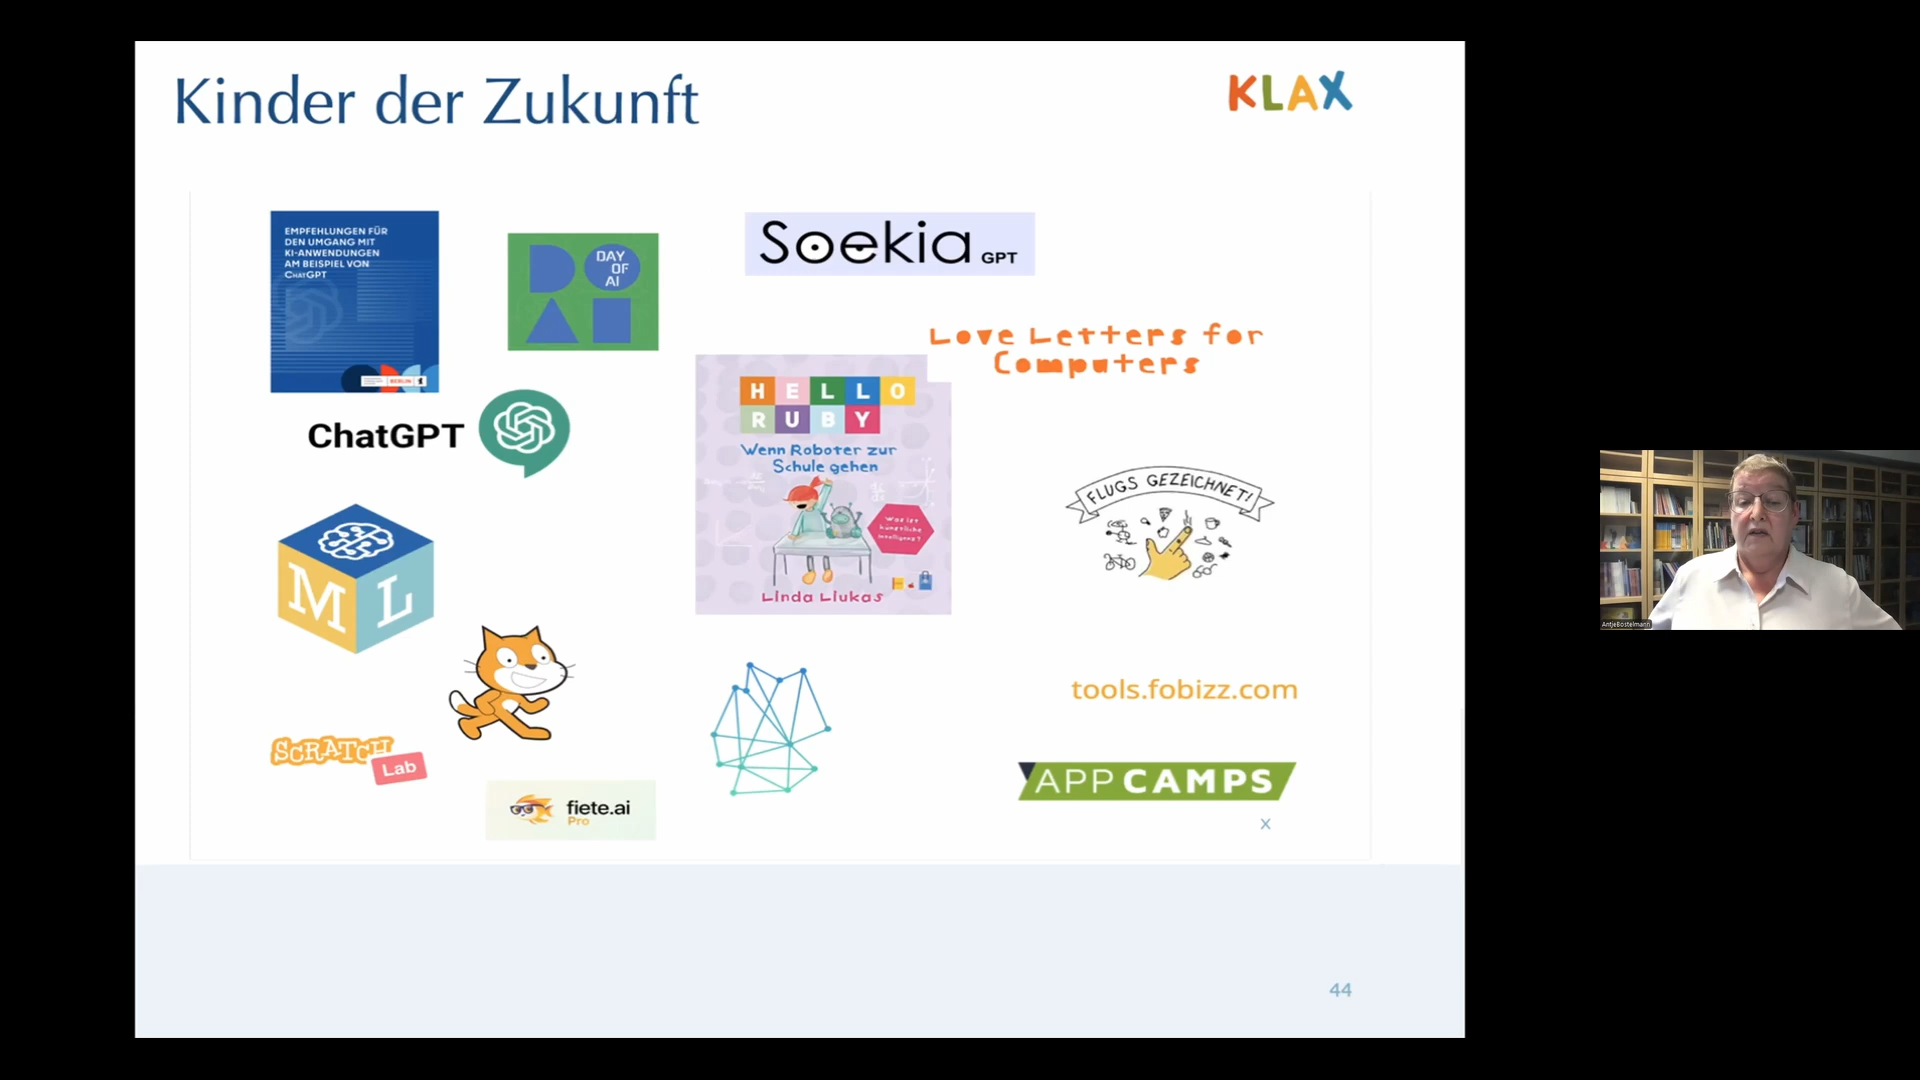 Kinder der Zukunft
KLAX
EMPFEHLUNGEN FÜR
DEN UMGANG MIT
KI-ANWENDUNGEN
AM BEISPIEL VON
CHATGPT
BERLIN
DAY
OF
AI
Soekia GPT
Love Letters for
Computers
HELLO
RUBY
Wenn Roboter zur
Schule gehen
Was ist
künstliche
Intelligenz?
Linda Liukas
ChatGPT
FLUGS GEZEICHNET!
M L
tools.fobizz.com
SCRATCH
Lab
APP CAMPS
fiete.ai
Pro
x
44
AntjeBostelmann